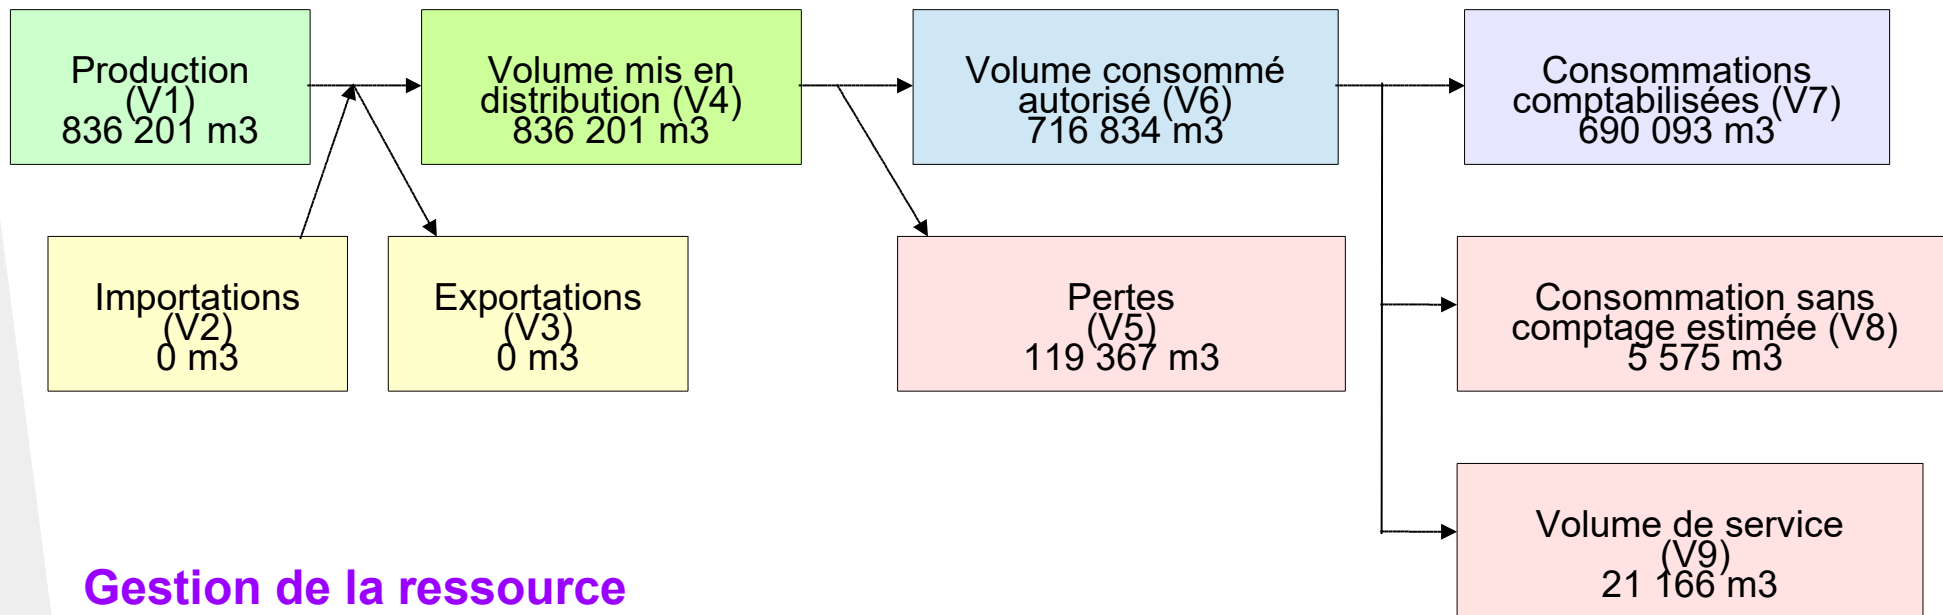 Production
(V1)
836 201 m3
Volume mis en
distribution (V4)
836 201 m3
Volume consommé
autorisé (V6)
716 834 m3
Consommations
comptabilisées (V7)
690 093 m3
Importations
(V2)
0 m3
Exportations
(V3)
0 m3
Pertes
(V5)
119 367 m3
Consommation sans
comptage estimée (V8)
5 575 m3
Volume de service
(V9)
21 166 m3
Gestion de la ressource